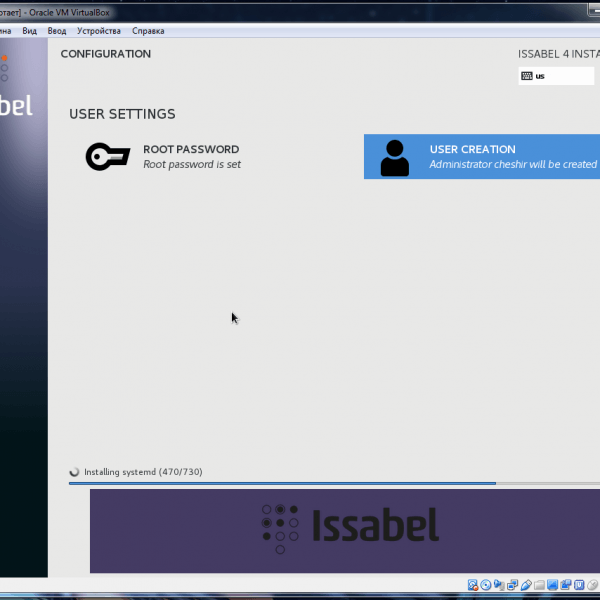 отает] - Oracle VM VirtualBox
ина Вид Ввод Устройства Справка
CONFIGURATION
ISSABEL 4 INSTA
us
bel
USER SETTINGS
ROOT PASSWORD
Root password is set
USER CREATION
Administrator cheshir will be created
Installing systemd (470/730)
Issabel